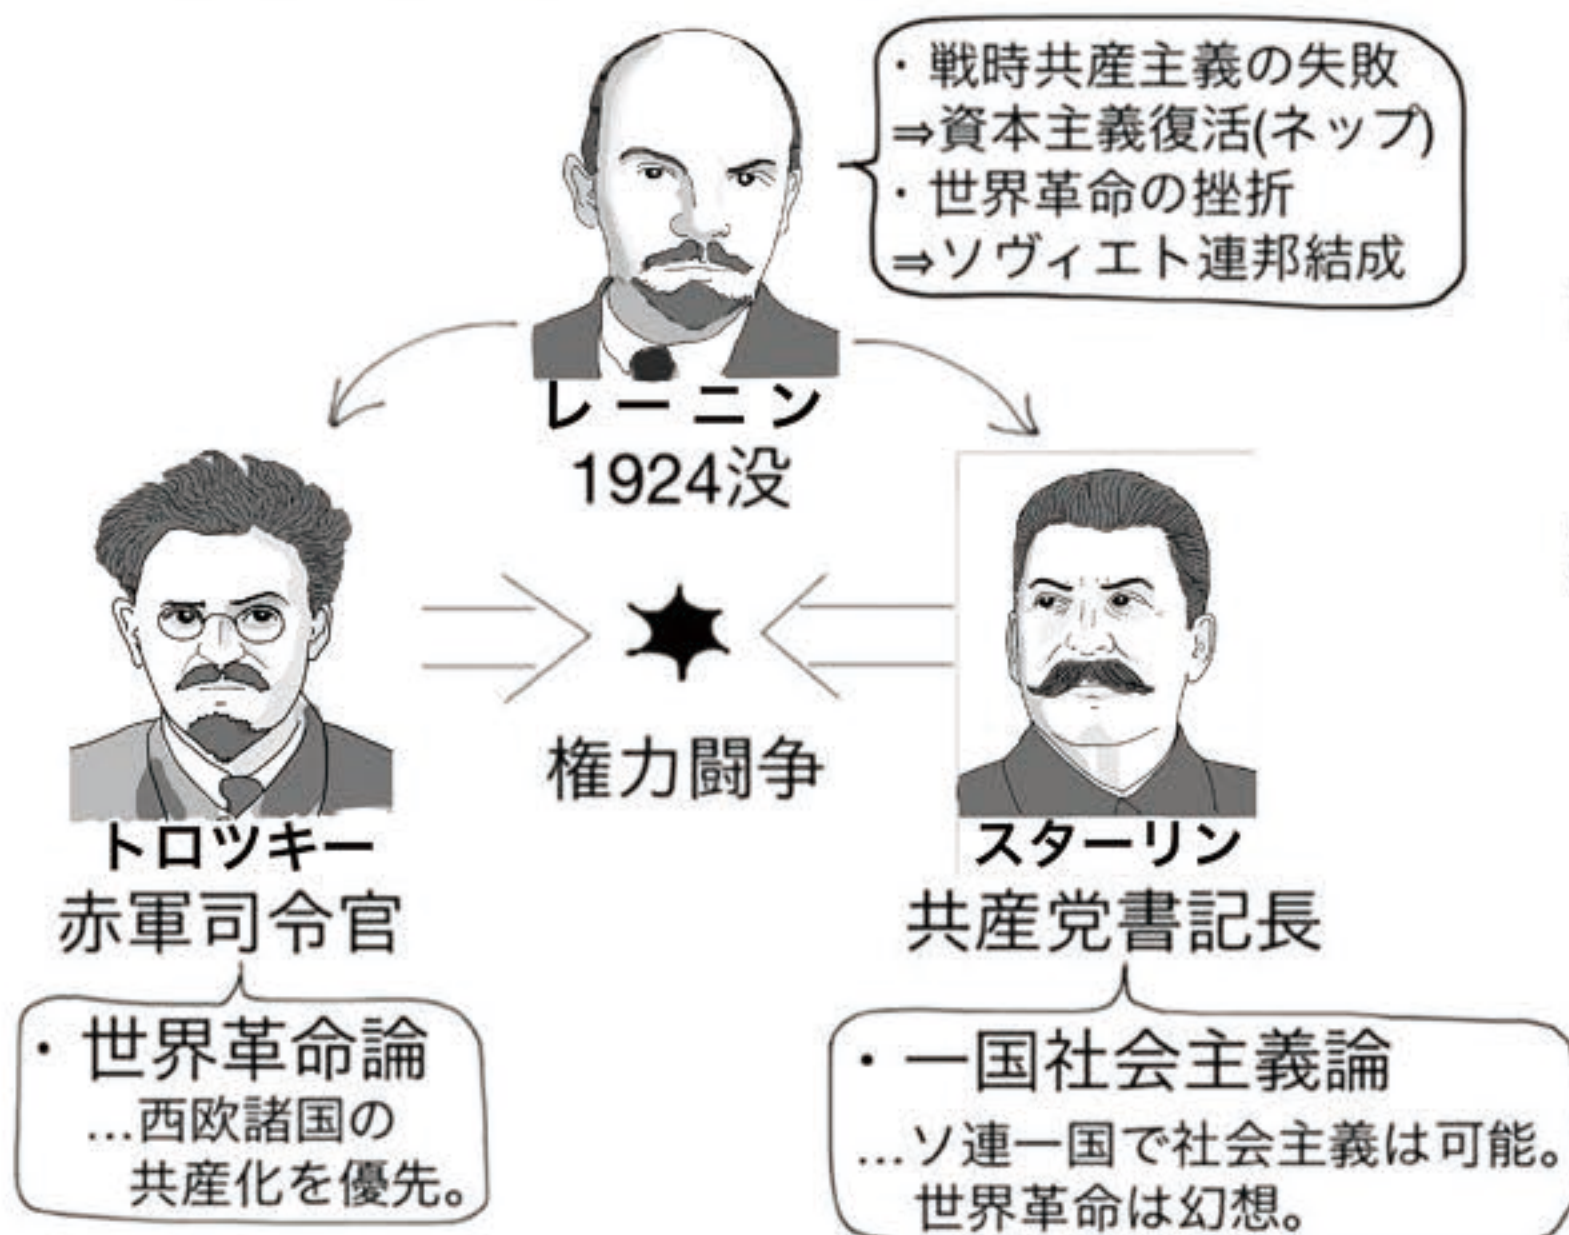 ・戦時共産主義の失敗
⇒資本主義復活(ネップ)
・世界革命の挫折
⇒ソヴィエト連邦結成
レーニン
1924没
権力闘争
トロツキー
赤軍司令官
・世界革命論
…西欧諸国の
共産化を優先。
スターリン
共産党書記長
・一国社会主義論
…ソ連一国で社会主義は可能。
世界革命は幻想。